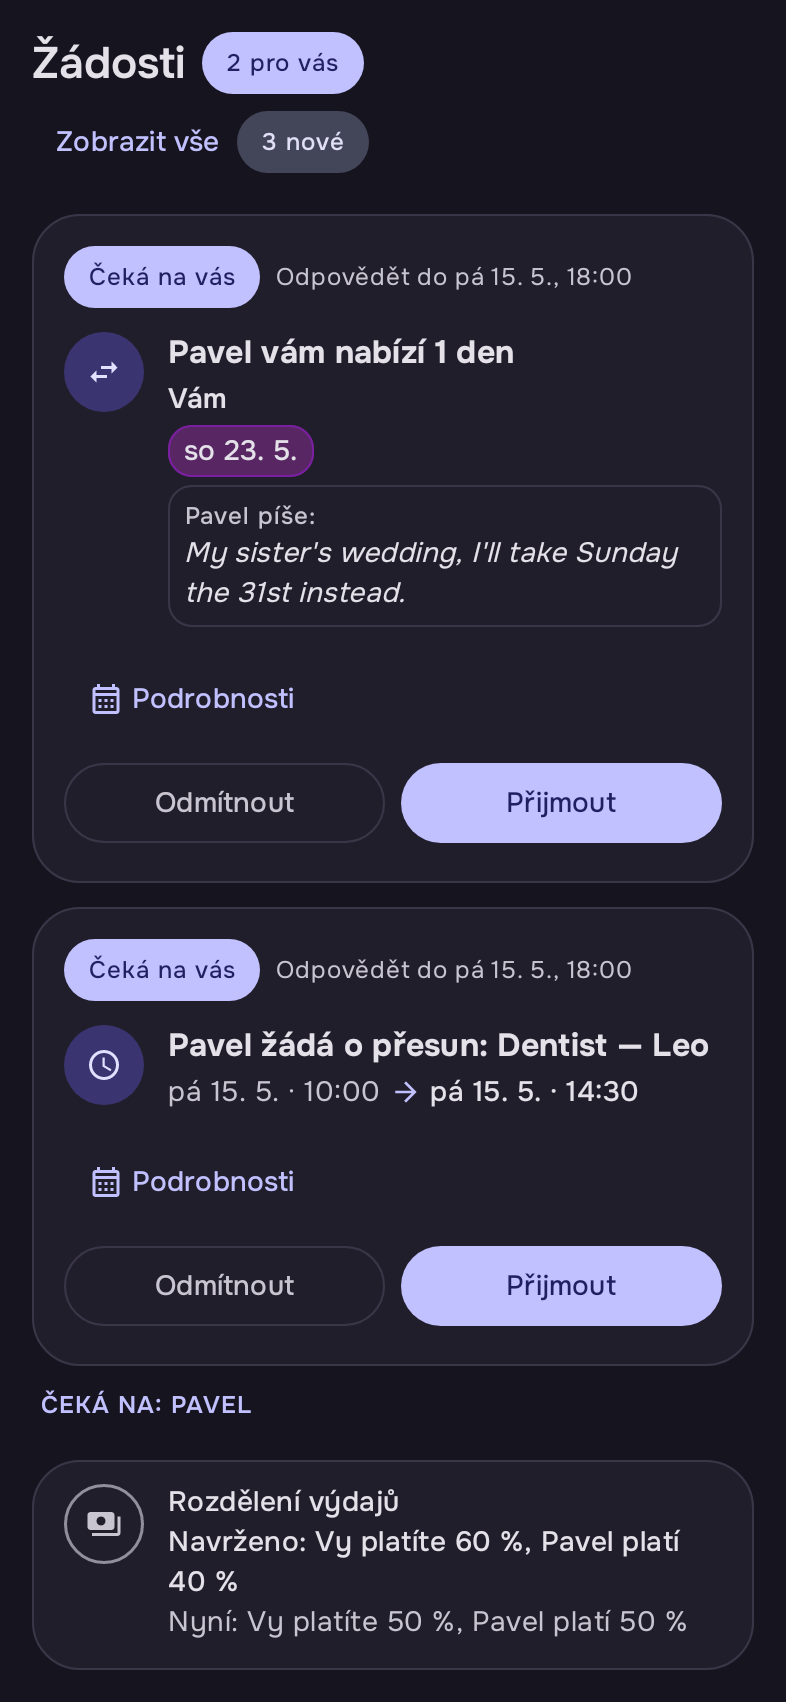 Žádosti
2 pro vás
Zobrazit vše
3 nové
Čeká na vás
Odpovědět do pá 15. 5., 18:00
Pavel vám nabízí 1 den
Vám
so 23. 5.
Pavel píše:
My sister's wedding, I'll take Sunday
the 31st instead.
Podrobnosti
Odmítnout
Přijmout
Čeká na vás
Odpovědět do pá 15. 5., 18:00
Pavel žádá o přesun: Dentist — Leo
pá 15. 5. · 10:00 → pá 15. 5. · 14:30
Podrobnosti
Odmítnout
Přijmout
ČEKÁ NA: PAVEL
Rozdělení výdajů
Navrženo: Vy platíte 60 %, Pavel platí
40 %
Nyní: Vy platíte 50 %, Pavel platí 50 %